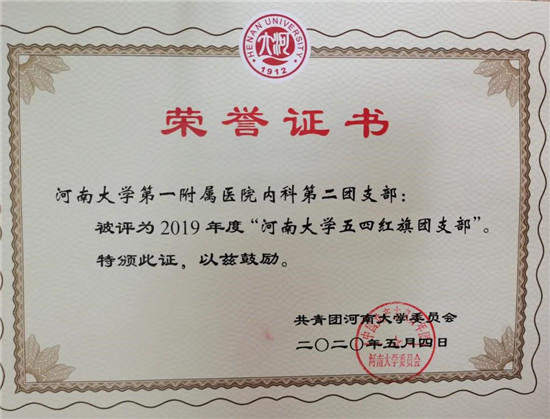 HENAN UNIVERSITY
1912
荣誉证书
河南大学第一附属医院内科第二团支部:
被评为2019年度“河南大学五四红旗团支部”。
特颁此证,以兹鼓励。
共青团河南大学委员会
二〇二〇年五月四日
河南大学委员会